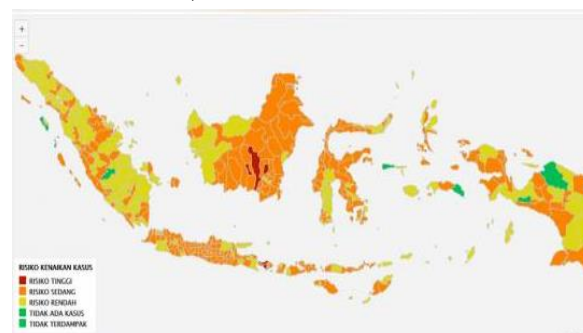 +
−
RISIKO KENAIKAN KASUS
RISIKO TINGGI
RISIKO SEDANG
RISIKO RENDAH
TIDAK ADA KASUS
TIDAK TERDAMPAK